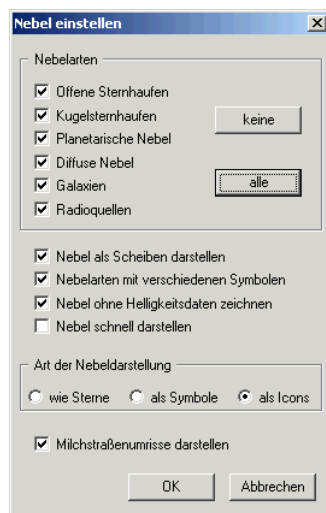 Nebel einstellen
Nebelarten
Offene Sternhaufen
Kugelsternhaufen
keine
Planetarische Nebel
Diffuse Nebel
Galaxien
alle
Radioquellen
Nebel als Scheiben darstellen
Nebelarten mit verschiedenen Symbolen
Nebel ohne Helligkeitsdaten zeichnen
Nebel schnell darstellen
Art der Nebeldarstellung
wie Sterne als Symbole als Icons
Milchstraßenumrisse darstellen
OK Abbrechen